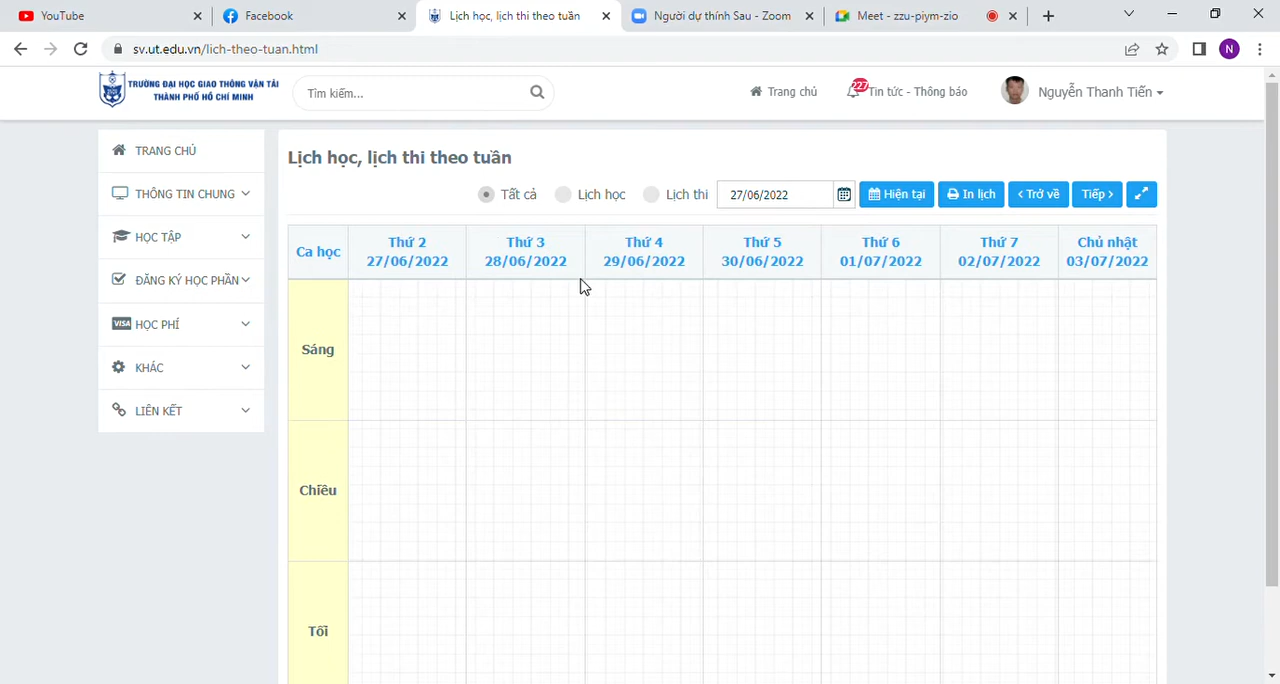 YouTube
Facebook
Lịch học, lịch thi theo tuần
Người dự thính Sau - Zoom
Meet - zzu-piym-zio
sv.ut.edu.vn/lich-theo-tuan.html
N
TRƯỜNG ĐẠI HỌC GIAO THÔNG VẬN TẢI
THÀNH PHỐ HỒ CHÍ MINH
Tìm kiếm...
Trang chủ
227
Tin tức - Thông báo
Nguyễn Thanh Tiến
TRANG CHỦ
THÔNG TIN CHUNG
HỌC TẬP
ĐĂNG KÝ HỌC PHẦN
VISA HỌC PHÍ
KHÁC
LIÊN KẾT
Lịch học, lịch thi theo tuần
Tất cả Lịch học Lịch thi 27/06/2022 Hiện tại In lịch Trở về Tiếp
Ca học
Thứ 2
27/06/2022
Thứ 3
28/06/2022
Thứ 4
29/06/2022
Thứ 5
30/06/2022
Thứ 6
01/07/2022
Thứ 7
02/07/2022
Chủ nhật
03/07/2022
Sáng
Chiều
Tối